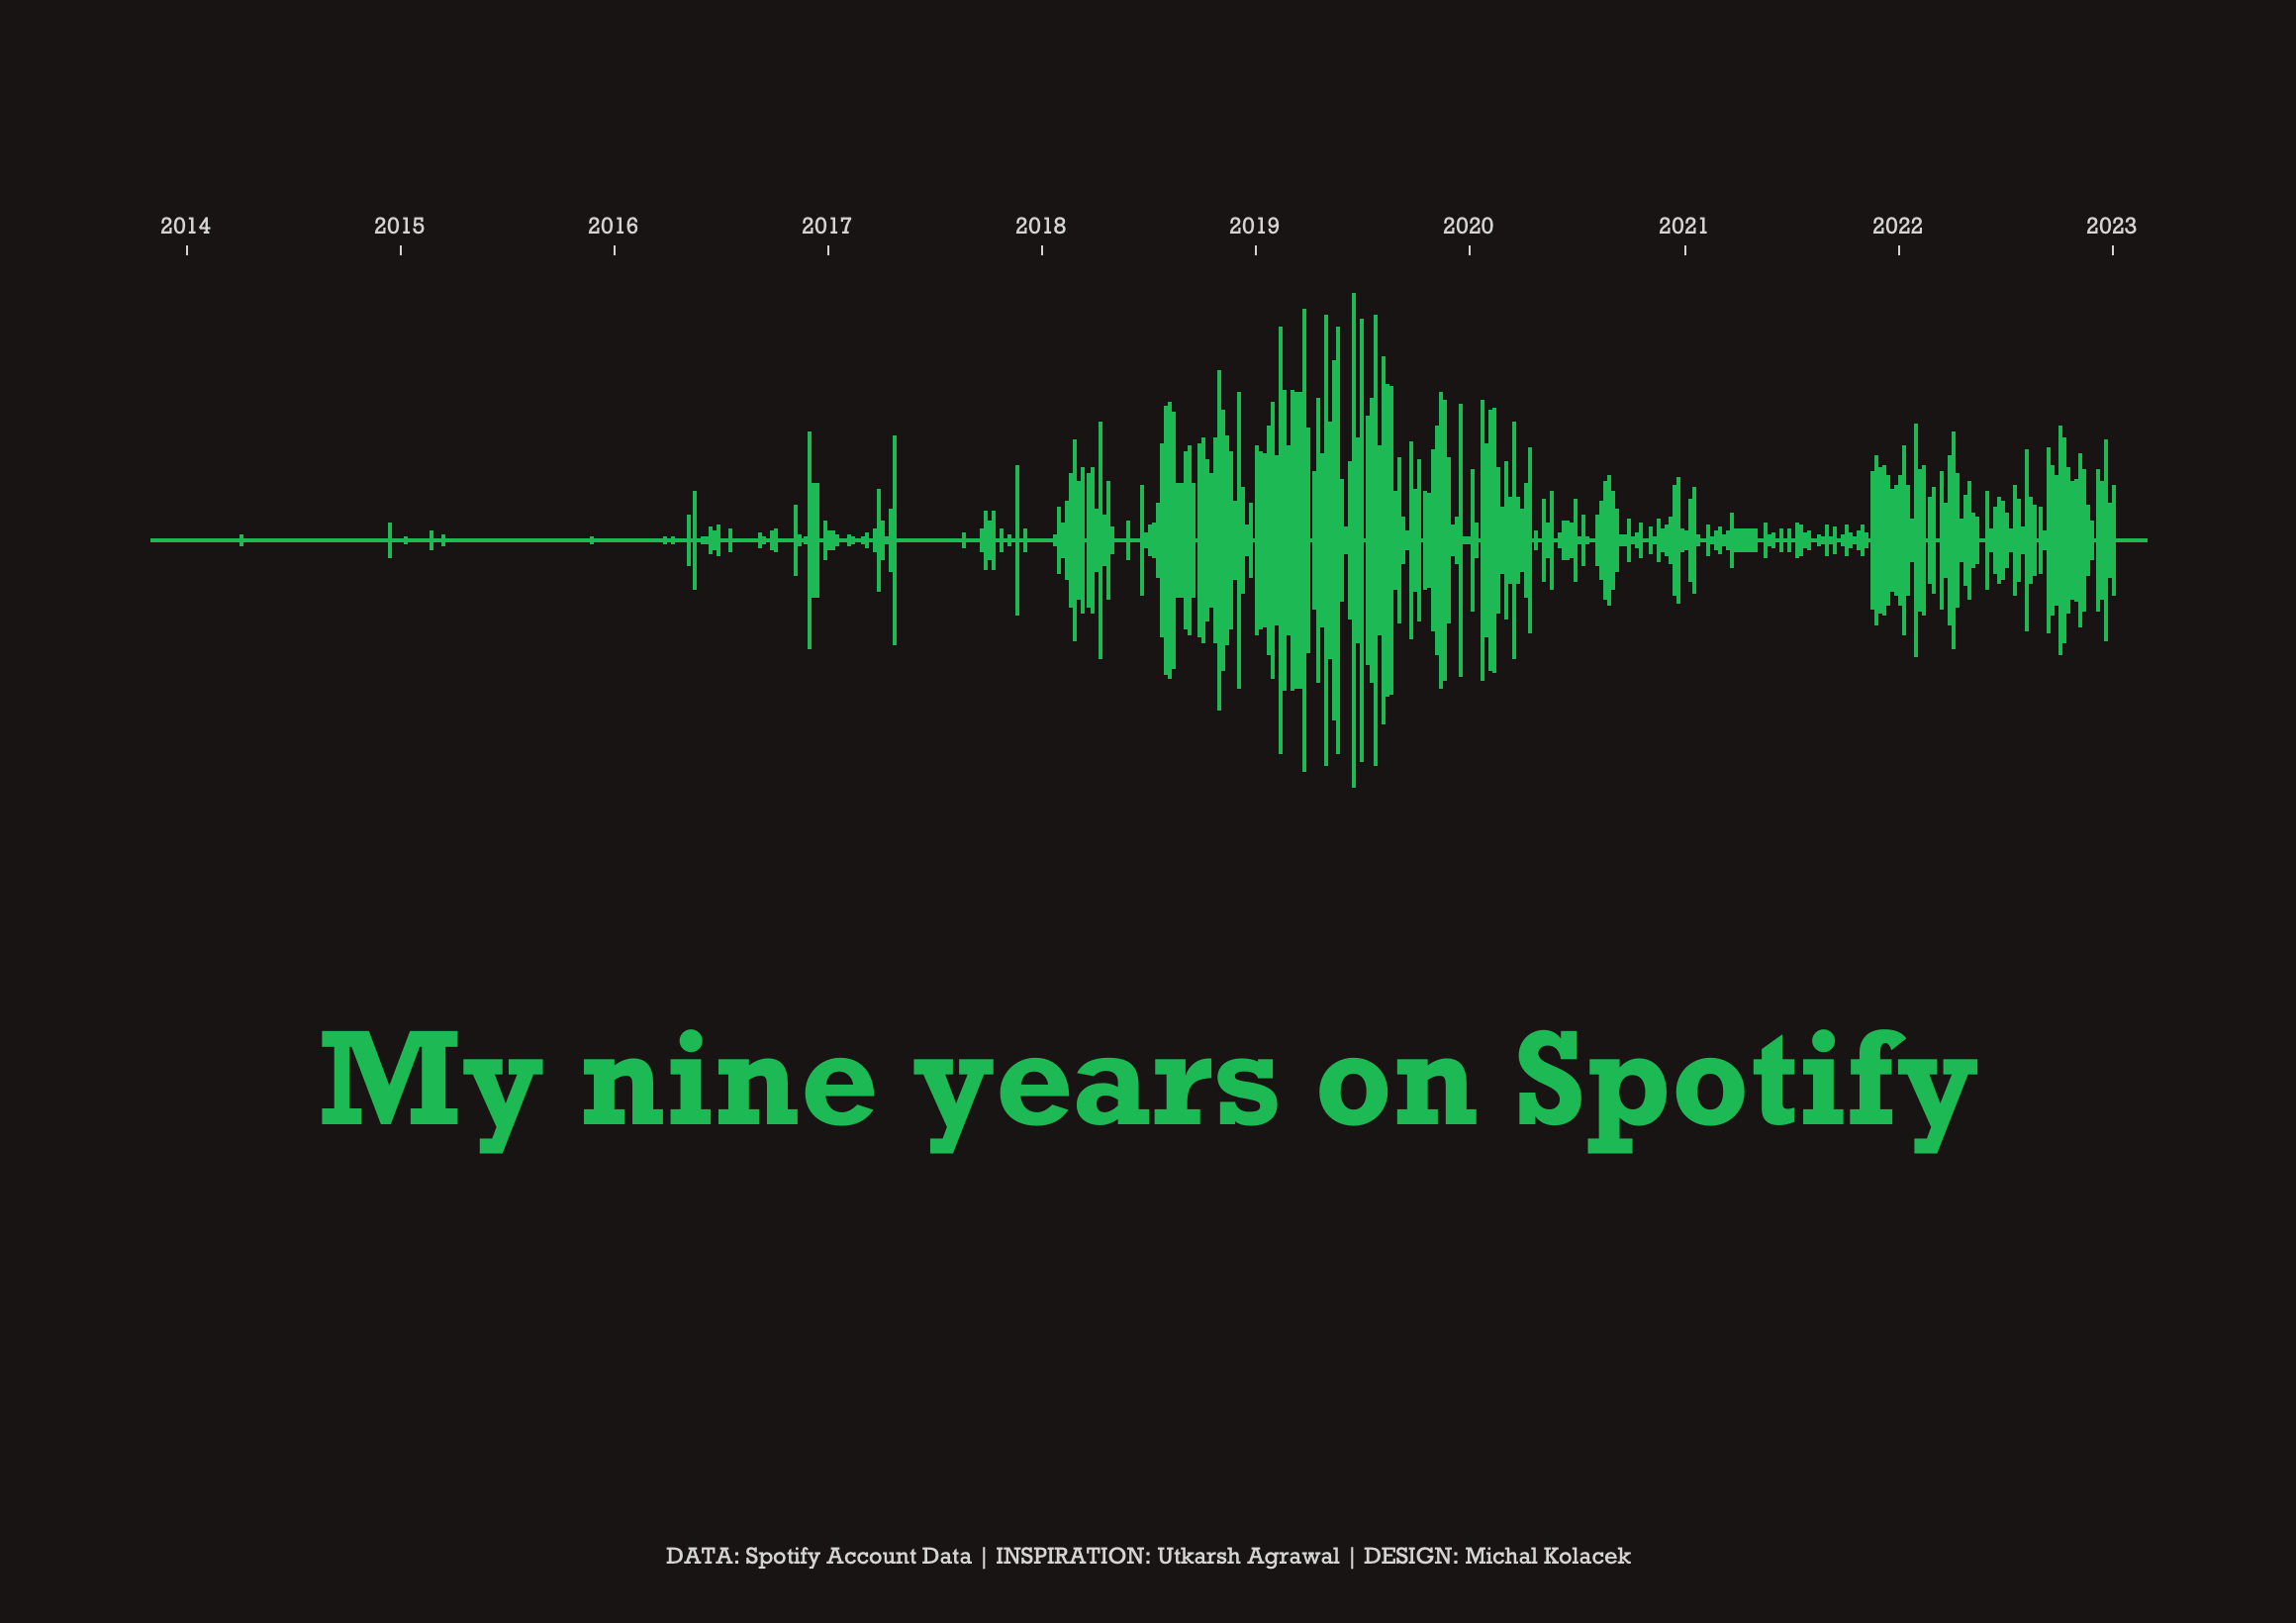 2014 2015 2016 2017 2018 2019 2020 2021 2022 2023
My nine years on Spotify
DATA: Spotify Account Data | INSPIRATION: Utkarsh Agrawal | DESIGN: Michal Kolacek